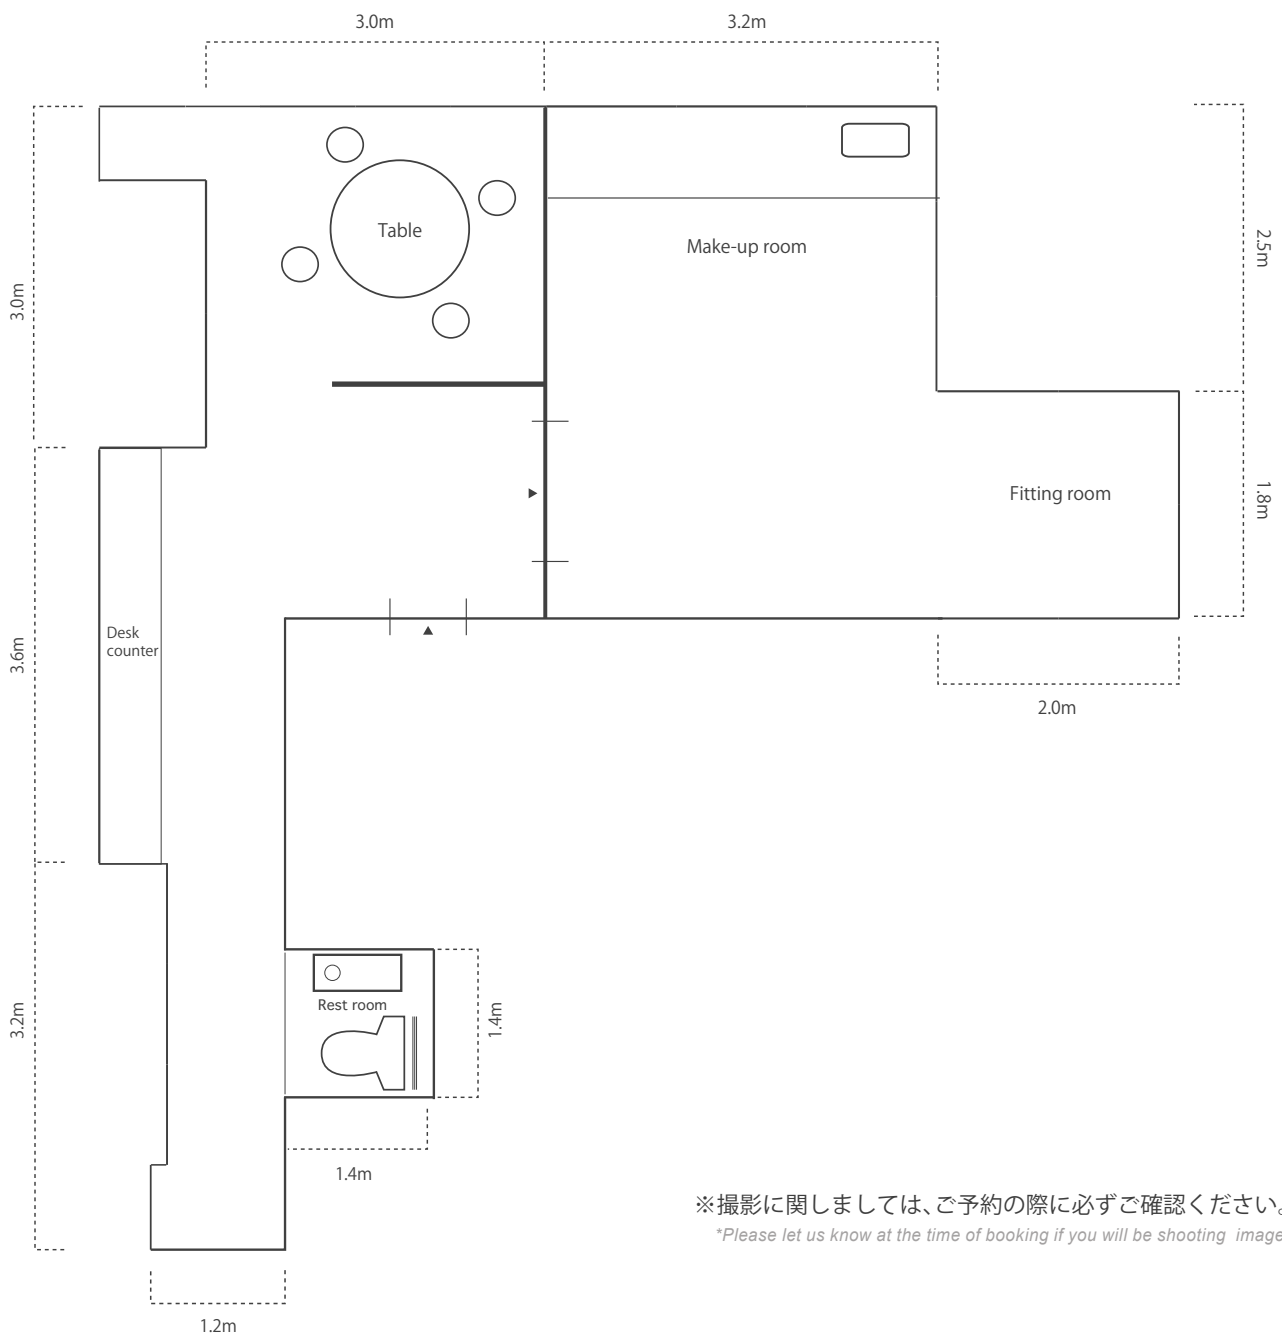 3.0m
3.2m
Table
Make-up room
2.5m
3.0m
Fitting room
1.8m
Desk
counter
3.6m
2.0m
Rest room
3.2m
1.4m
1.4m
※撮影に関しましては、ご予約の際に必ずご確認ください。
*Please let us know at the time of booking if you will be shooting image
1.2m